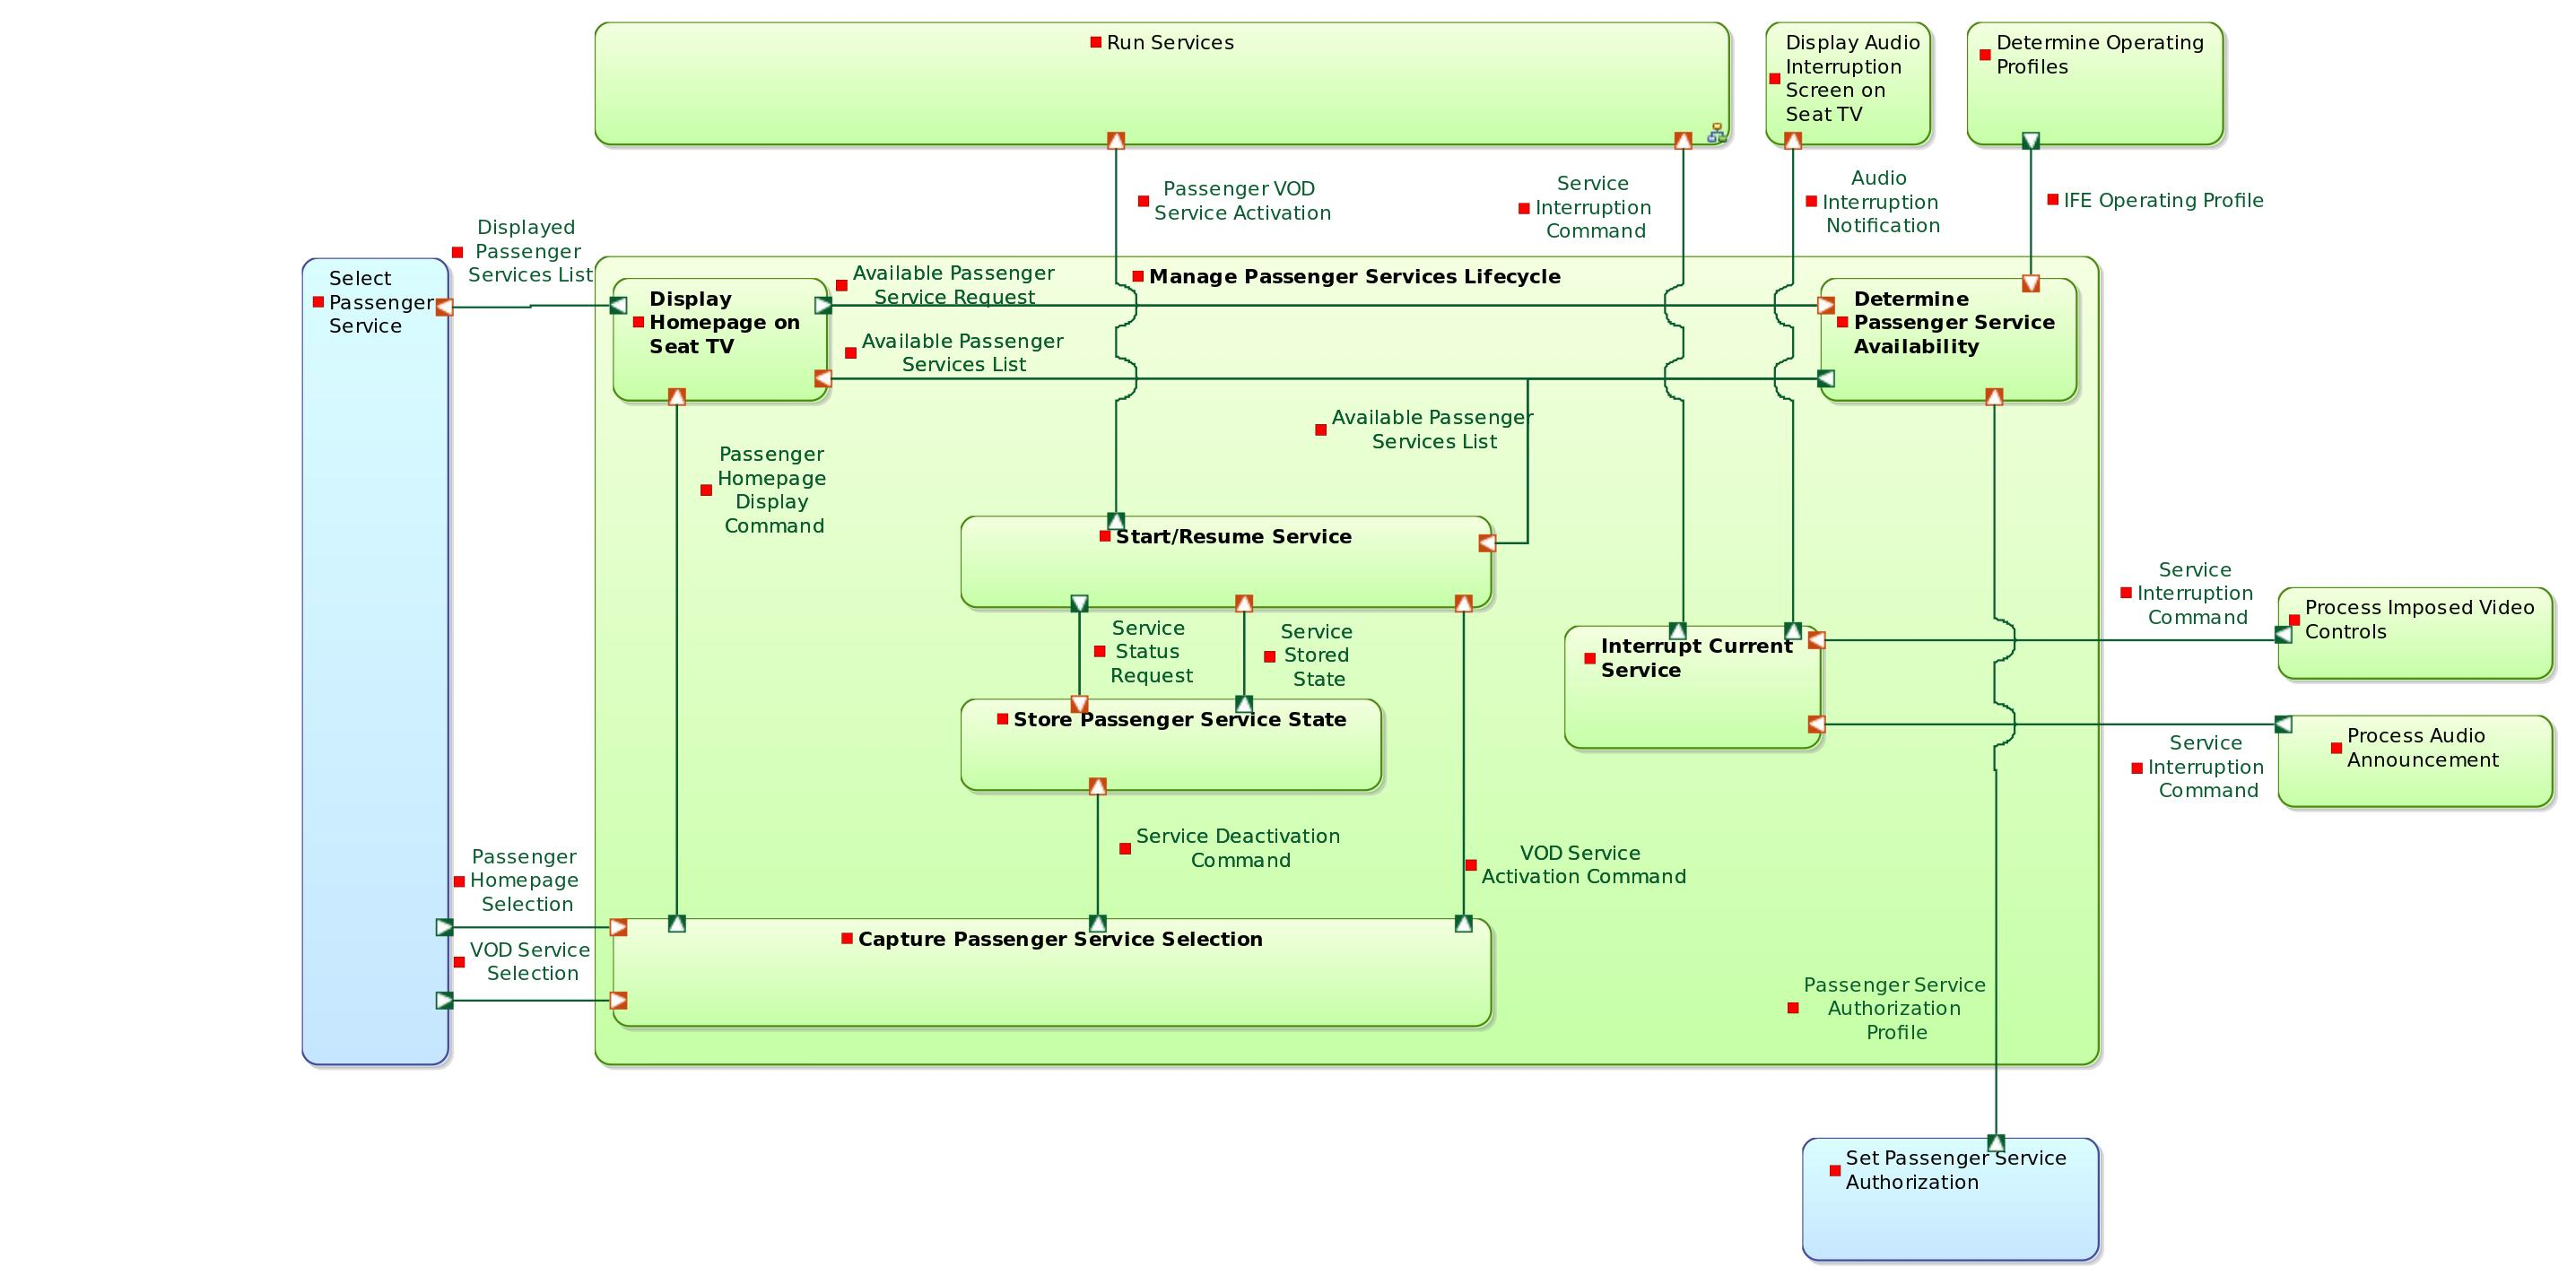 Run Services
Display Audio
Interruption
Screen on
Seat TV
Determine Operating
Profiles
Passenger VOD
Service Activation
Service
Interruption
Command
Audio
Interruption
Notification
IFE Operating Profile
Displayed
Passenger
Services List
Select
Passenger
Service
Manage Passenger Services Lifecycle
Display
Homepage on
Seat TV
Available Passenger
Service Request
Available Passenger
Services List
Determine
Passenger Service
Availability
Available Passenger
Services List
Passenger
Homepage
Display
Command
Start/Resume Service
Service
Status
Request
Service
Stored
State
Interrupt Current
Service
Service
Interruption
Command
Process Imposed Video
Controls
Store Passenger Service State
Service
Interruption
Command
Process Audio
Announcement
Service Deactivation
Command
VOD Service
Activation Command
Passenger
Homepage
Selection
VOD Service
Selection
Capture Passenger Service Selection
Passenger Service
Authorization
Profile
Set Passenger Service
Authorization